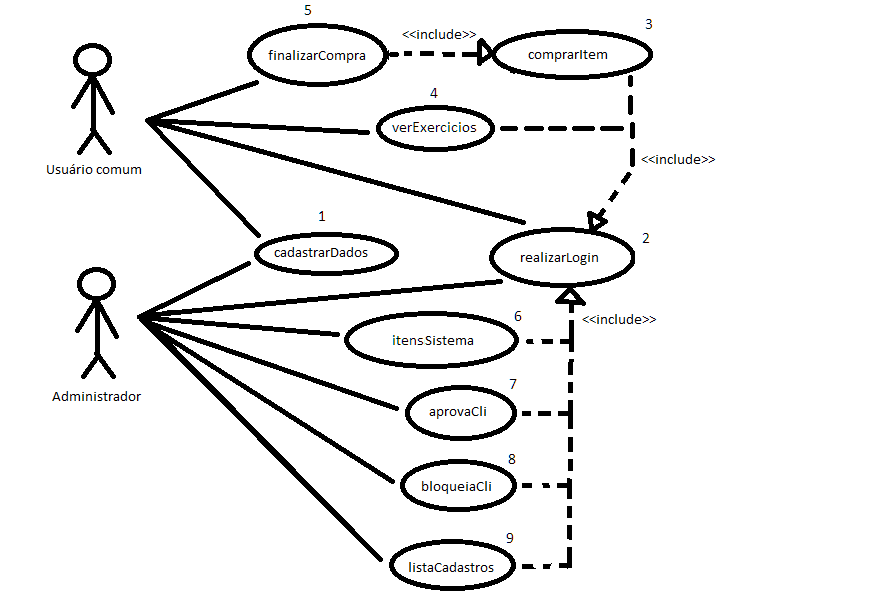 5
<<include>>
3
finalizarCompra
comprarItem
4
verExercicios
<<include>>
Usuário comum
1
2
cadastrarDados
realizarLogin
6
<<include>>
itensSistema
7
Administrador
aprovaCli
8
bloqueiaCli
9
listaCadastros